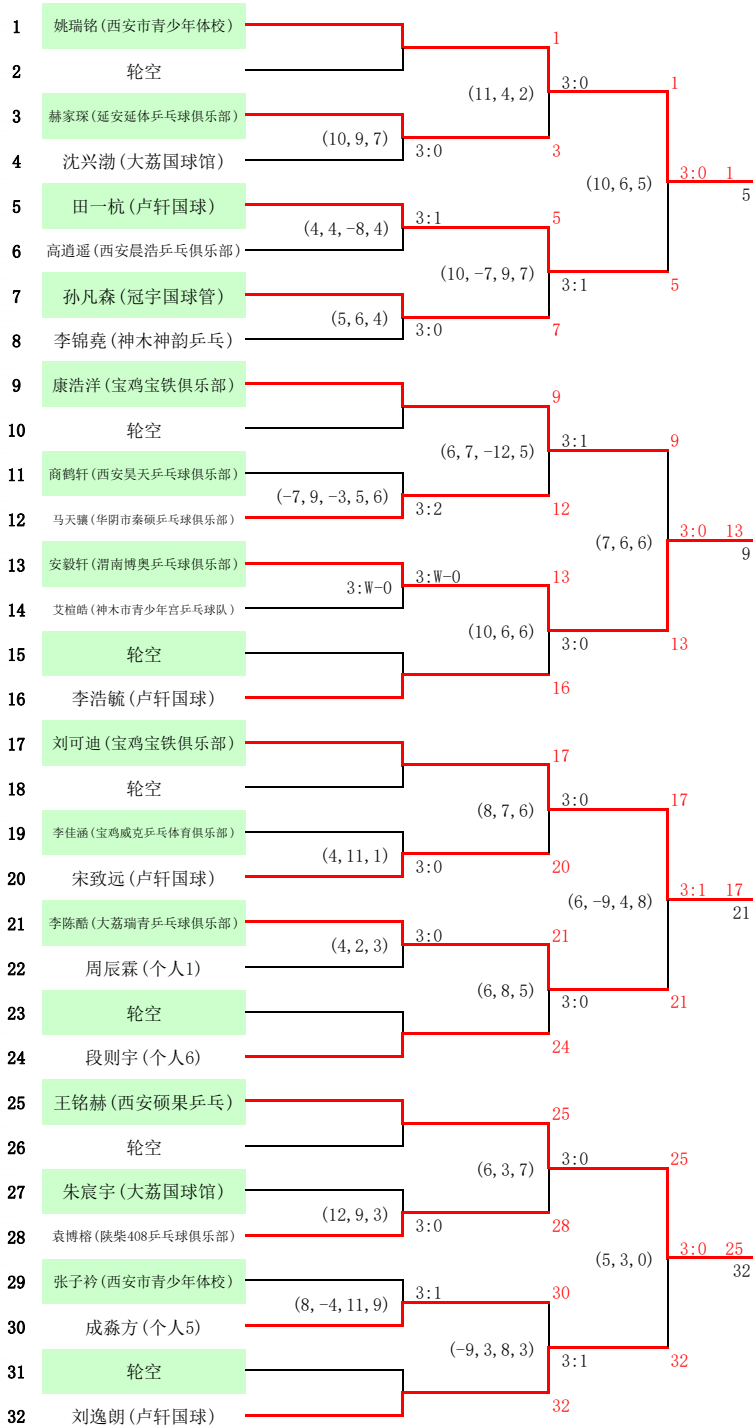 1 姚瑞铭(西安市青少年体校)
1
2 轮空
(11,4,2) 3:0 1
3 赫家琛(延安延体乒乓球俱乐部)
(10,9,7) 3:0 3
4 沈兴渤(大荔国球馆)
(10,6,5) 3:0 1
5
5 田一杭(卢轩国球)
(4,4,-8,4) 3:1 5
6 高逍遥(西安晨浩乒乓俱乐部)
(10,-7,9,7) 3:1 5
7 孙凡森(冠宇国球管)
(5,6,4) 3:0 7
8 李锦堯(神木神韵乒乓)
9 康浩洋(宝鸡宝铁俱乐部)
9
10 轮空
(6,7,-12,5) 3:1 9
11 商鹤轩(西安昊天乒乓球俱乐部)
(-7,9,-3,5,6) 3:2 12
12 马天骧(华阴市秦硕乒乓球俱乐部)
(7,6,6) 3:0 13
9
13 安毅轩(渭南博奥乒乓球俱乐部)
3:W-0 3:W-0 13
14 艾楦皓(神木市青少年宫乒乓球队)
(10,6,6) 3:0 13
15 轮空
16
16 李浩毓(卢轩国球)
17 刘可迪(宝鸡宝铁俱乐部)
17
18 轮空
(8,7,6) 3:0 17
19 李佳涵(宝鸡威克乒乓体育俱乐部)
(4,11,1) 3:0 20
20 宋致远(卢轩国球)
(6,-9,4,8) 3:1 17
21
21 李陈酷(大荔瑞青乒乓球俱乐部)
(4,2,3) 3:0 21
22 周辰霖(个人1)
(6,8,5) 3:0 21
23 轮空
24
24 段则宇(个人6)
25 王铭赫(西安硕果乒乓)
25
26 轮空
(6,3,7) 3:0 25
27 朱宸宇(大荔国球馆)
(12,9,3) 3:0 28
28 袁博榕(陕柴408乒乓球俱乐部)
(5,3,0) 3:0 25
32
29 张子衿(西安市青少年体校)
(8,-4,11,9) 3:1 30
30 成淼方(个人5)
(-9,3,8,3) 3:1 32
31 轮空
32
32 刘逸朗(卢轩国球)